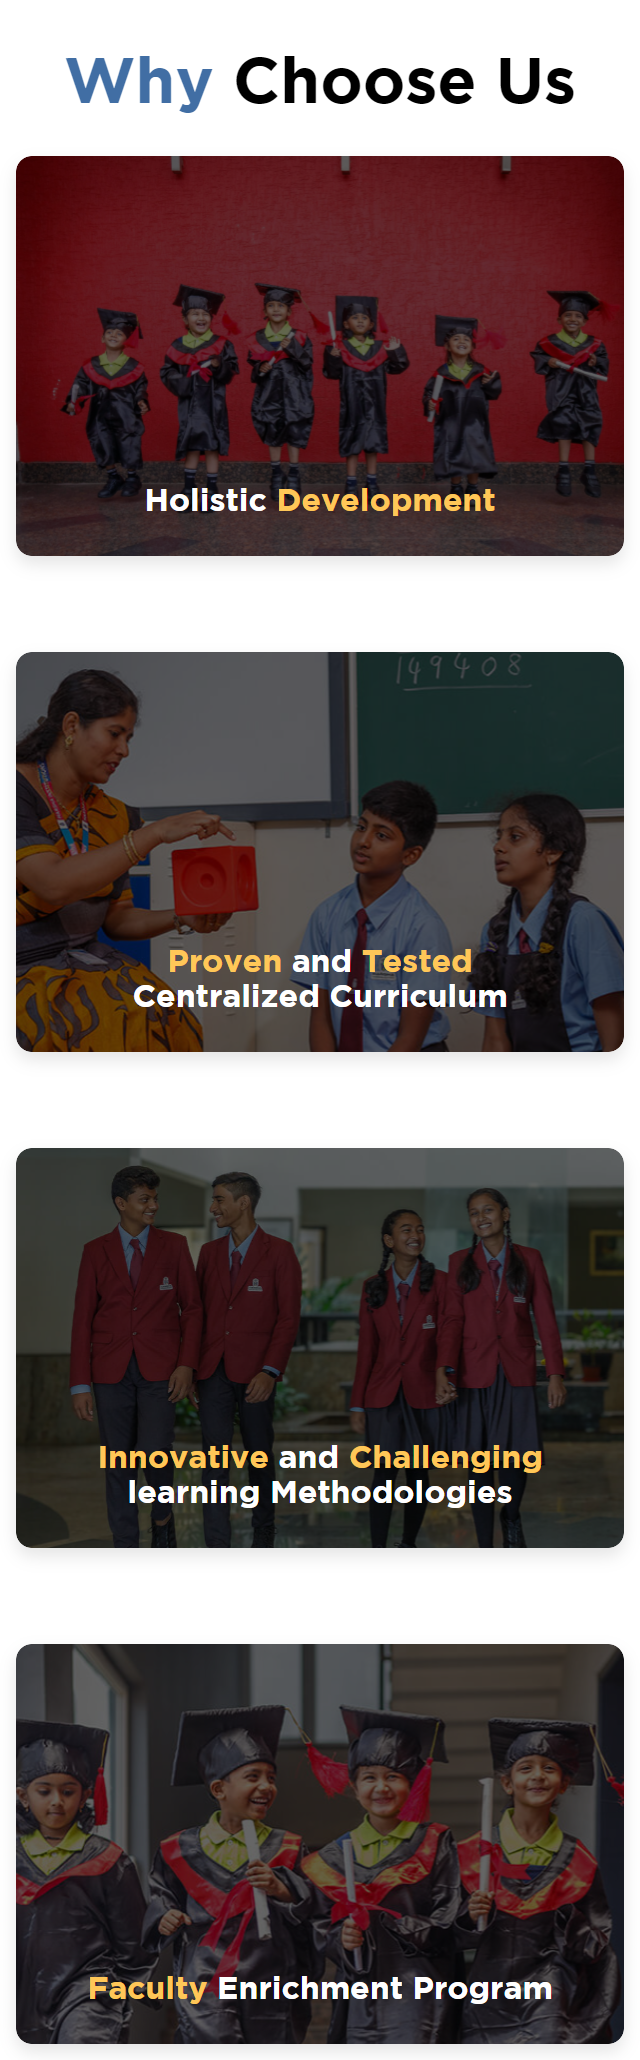 Why Choose Us
Holistic Development
149408
Proven and Tested
Centralized Curriculum
Innovative and Challenging
learning Methodologies
Faculty Enrichment Program